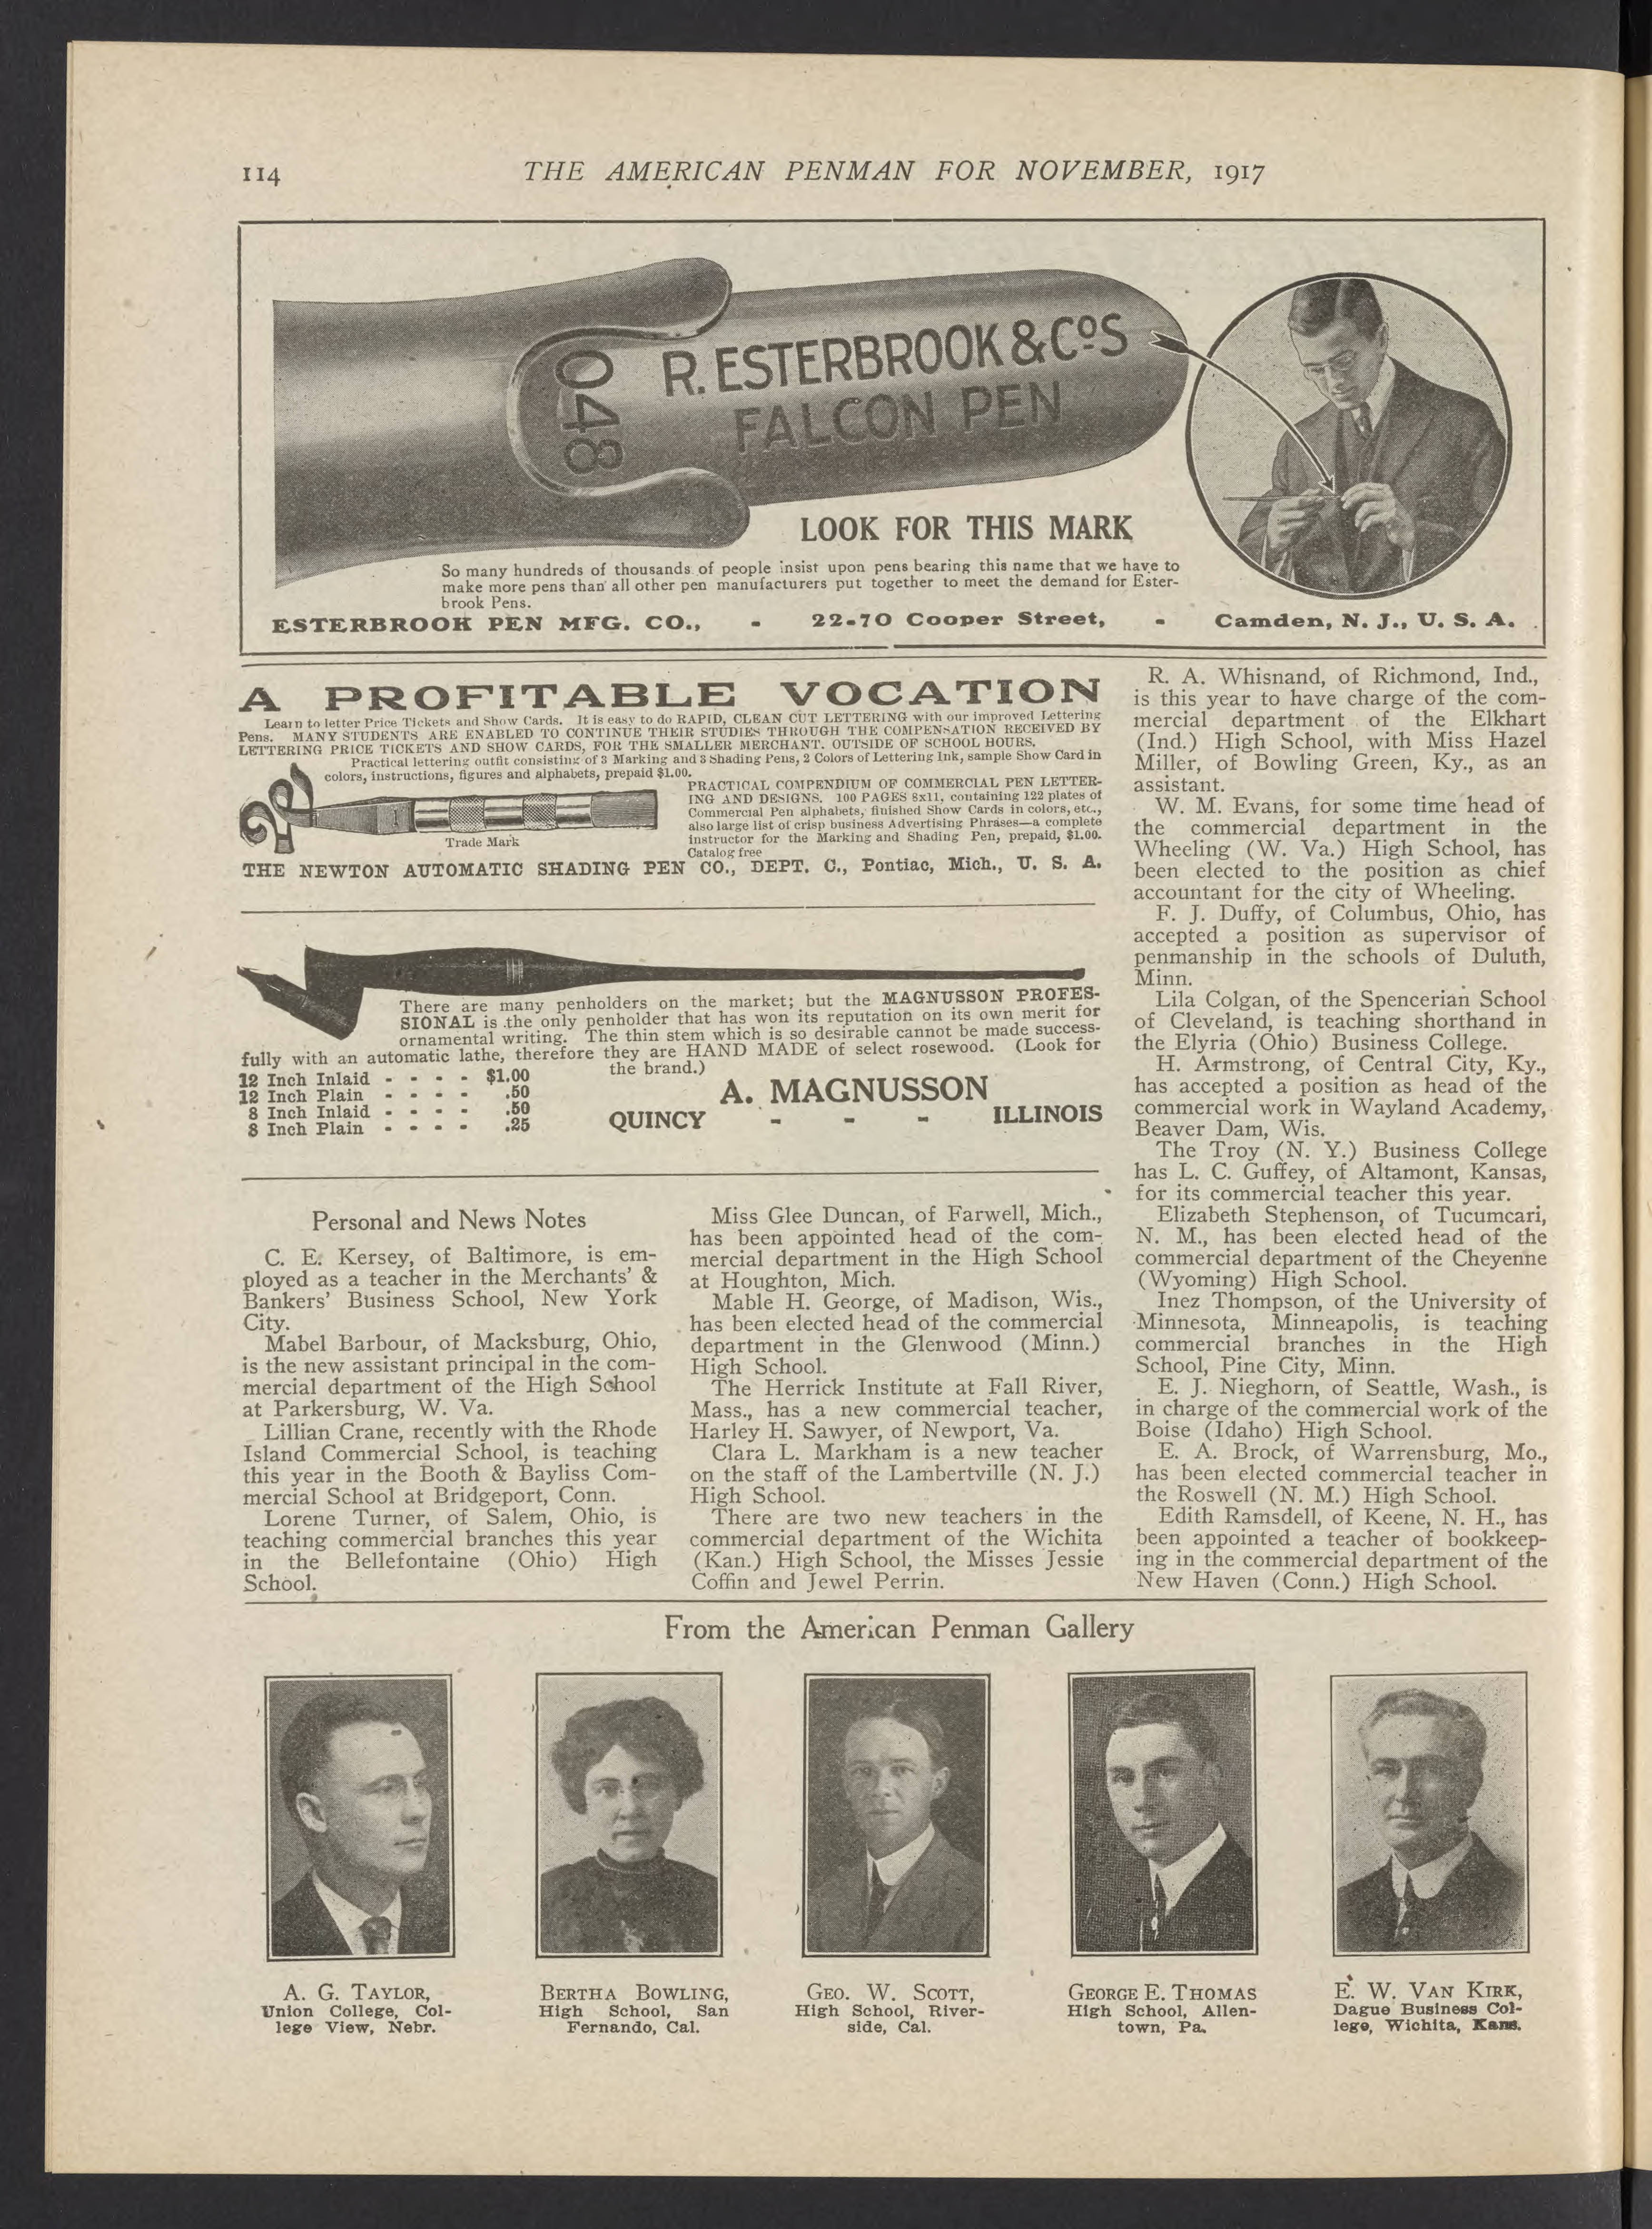 114
THE AMERICAN PENMAN FOR NOVEMBER, 1917
048
R. ESTERBROOK & CO'S
FALCON PEN
LOOK FOR THIS MARK
So many hundreds of thousands of people insist upon pens bearing this name that we have to
make more pens than all other pen manufacturers put together to meet the demand for Ester-
brook Pens.
ESTERBROOK PEN MFG. CO., - 22-70 Cooper Street, - Camden, N. J., U. S. A.
A PROFITABLE VOCATION
Learn to letter Price Tickets and Show Cards. It is easy to do RAPID, CLEAN CUT LETTERING with our improved Lettering
Pens. MANY STUDENTS ARE ENABLED TO CONTINUE THEIR STUDIES THROUGH THE COMPENSATION RECEIVED BY
LETTERING PRICE TICKETS AND SHOW CARDS, FOR THE SMALLER MERCHANT. OUTSIDE OF SCHOOL HOURS.
Practical lettering outfit consisting of 3 Marking and 3 Shading Pens, 2 Colors of Lettering Ink, sample Show Card in
colors, instructions, figures and alphabets, prepaid $1.00.
PRACTICAL COMPENDIUM OF COMMERCIAL PEN LETTER-
ING AND DESIGNS. 100 PAGES 8x11, containing 122 plates of
Commercial Pen alphabets, finished Show Cards in colors, etc.,
also large list of crisp business Advertising Phrases—a complete
instructor for the Marking and Shading Pen, prepaid, $1.00.
Catalog free
1
Trade Mark
THE NEWTON AUTOMATIC SHADING PEN CO., DEPT. C., Pontiac, Mich., U. S. A.
There are many penholders on the market; but the MAGNUSSON PROFES-
SIONAL is the only penholder that has won its reputation on its own merit for
ornamental writing. The thin stem which is so desirable cannot be made success-
fully with an automatic lathe, therefore they are HAND MADE of select rosewood. (Look for
the brand.)
12 Inch Inlaid - - - - $1.00
12 Inch Plain - - - - .50
8 Inch Inlaid - - - - .50
8 Inch Plain - - - - .25
A. MAGNUSSON
QUINCY - - - ILLINOIS
Personal and News Notes
C. E. Kersey, of Baltimore, is em-
ployed as a teacher in the Merchants' &
Bankers' Business School, New York
City.
Mabel Barbour, of Macksburg, Ohio,
is the new assistant principal in the com-
mercial department of the High School
at Parkersburg, W. Va.
Lillian Crane, recently with the Rhode
Island Commercial School, is teaching
this year in the Booth & Bayliss Com-
mercial School at Bridgeport, Conn.
Lorene Turner, of Salem, Ohio, is
teaching commercial branches this year
in the Bellefontaine (Ohio) High
School.
Miss Glee Duncan, of Farwell, Mich.,
has been appointed head of the com-
mercial department in the High School
at Houghton, Mich.
Mable H. George, of Madison, Wis.,
has been elected head of the commercial
department in the Glenwood (Minn.)
High School.
The Herrick Institute at Fall River,
Mass., has a new commercial teacher,
Harley H. Sawyer, of Newport, Va.
Clara L. Markham is a new teacher
on the staff of the Lambertville (N. J.)
High School.
There are two new teachers in the
commercial department of the Wichita
(Kan.) High School, the Misses Jessie
Coffin and Jewel Perrin.
R. A. Whisnand, of Richmond, Ind.,
is this year to have charge of the com-
mercial department of the Elkhart
(Ind.) High School, with Miss Hazel
Miller, of Bowling Green, Ky., as an
assistant.
W. M. Evans, for some time head of
the commercial department in the
Wheeling (W. Va.) High School, has
been elected to the position as chief
accountant for the city of Wheeling.
F. J. Duffy, of Columbus, Ohio, has
accepted a position as supervisor of
penmanship in the schools of Duluth,
Minn.
Lila Colgan, of the Spencerian School
of Cleveland, is teaching shorthand in
the Elyria (Ohio) Business College.
H. Armstrong, of Central City, Ky.,
has accepted a position as head of the
commercial work in Wayland Academy,
Beaver Dam, Wis.
The Troy (N. Y.) Business College
has L. C. Guffey, of Altamont, Kansas,
for its commercial teacher this year.
Elizabeth Stephenson, of Tucumcari,
N. M., has been elected head of the
commercial department of the Cheyenne
(Wyoming) High School.
Inez Thompson, of the University of
Minnesota, Minneapolis, is teaching
commercial branches in the High
School, Pine City, Minn.
E. J. Nieghorn, of Seattle, Wash., is
in charge of the commercial work of the
Boise (Idaho) High School.
E. A. Brock, of Warrensburg, Mo.,
has been elected commercial teacher in
the Roswell (N. M.) High School.
Edith Ramsdell, of Keene, N. H., has
been appointed a teacher of bookkeep-
ing in the commercial department of the
New Haven (Conn.) High School.
From the American Penman Gallery
A. G. TAYLOR,
Union College, Col-
lege View, Nebr.
BERTHA BOWLING,
High School, San
Fernando, Cal.
GEO. W. SCOTT,
High School, River-
side, Cal.
GEORGE E. THOMAS
High School, Allen-
town, Pa.
E. W. VAN KIRK,
Dague Business Col-
lege, Wichita, Kans.